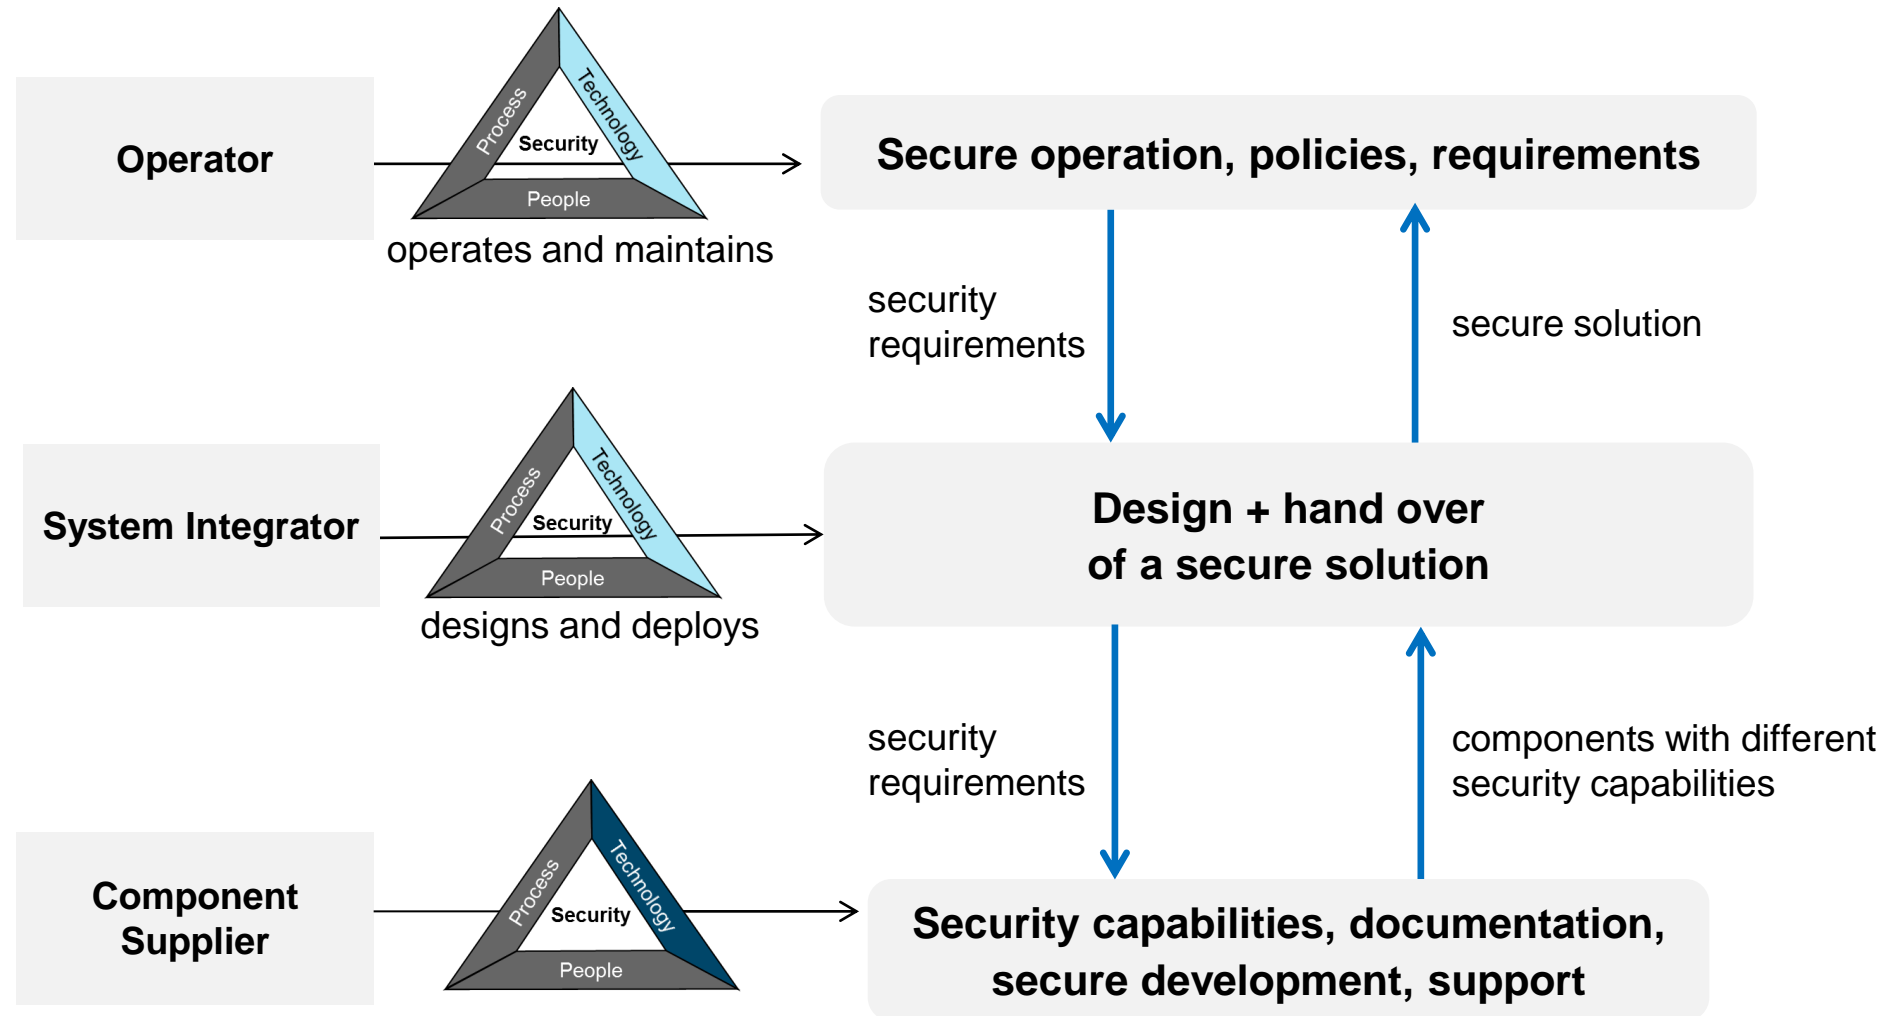 Operator
Process
Technology
Security
People
operates and maintains
Secure operation, policies, requirements
security
requirements
secure solution
System Integrator
Process
Technology
Security
People
designs and deploys
Design + hand over
of a secure solution
security
requirements
components with different
security capabilities
Component
Supplier
Process
Technology
Security
People
Security capabilities, documentation,
secure development, support